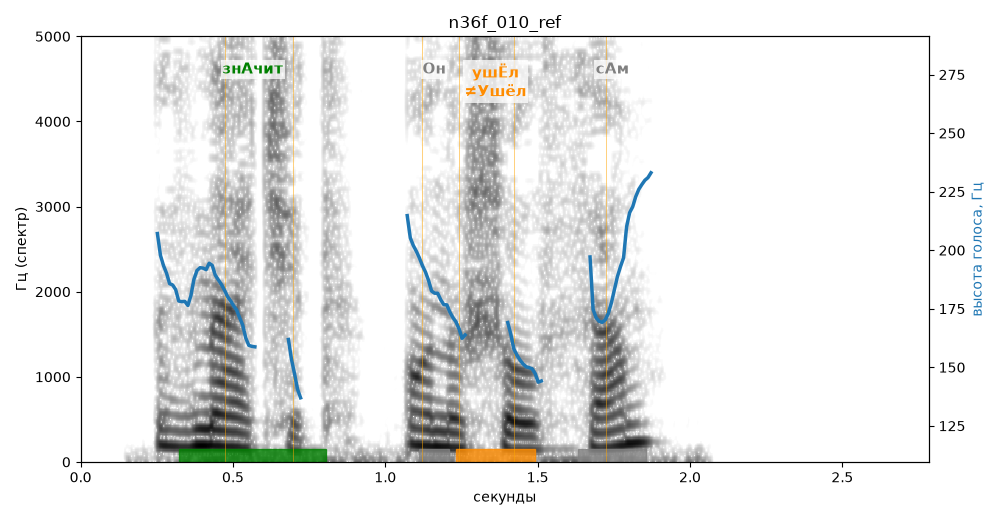 n36f_010_ref
5000
4000
3000
2000
1000
0
Гц (спектр)
знАчит
Он
ушЁл
≠Ушёл
сАм
275
250
225
200
175
150
125
высота голоса, Гц
0.0 0.5 1.0 1.5 2.0 2.5
секунды